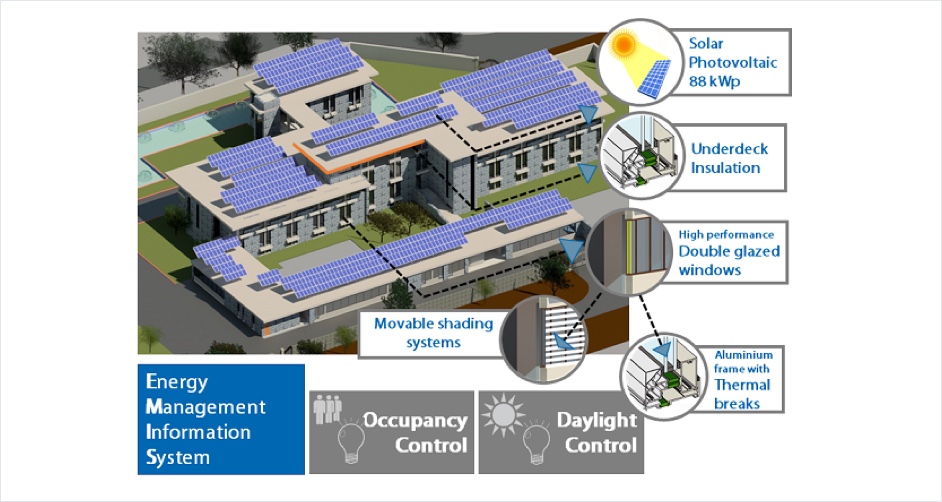 Solar
Photovoltaic
88 kWp
Underdeck
Insulation
High performance
Double glazed
windows
Movable shading
systems
Aluminium
frame with
Thermal
breaks
Energy
Management
Information
System
Occupancy
Control
Daylight
Control